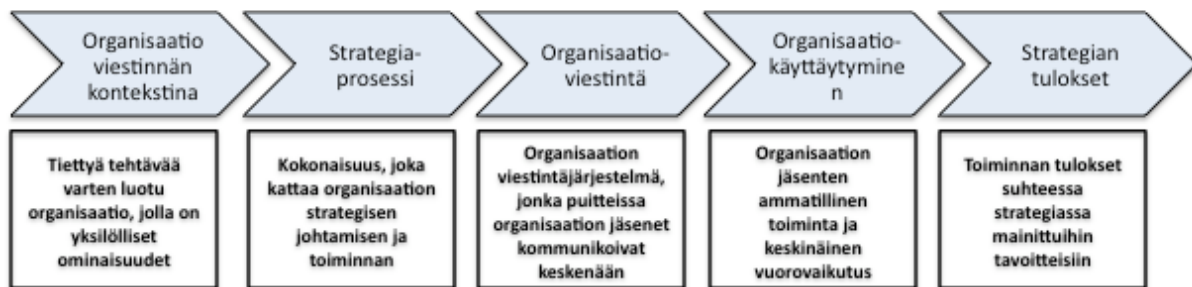 Organisaatio
viestinnän
kontekstina
Strategia-
prosessi
Organisaatio-
viestintä
Organisaatio-
käyttäytymine
n
Strategian
tulokset
Tiettyä tehtävää
varten luotu
organisaatio, jolla on
yksilölliset
ominaisuudet
Kokonaisuus, joka
kattaa organisaation
strategisen
johtamisen ja
toiminnan
Organisaation
viestintäjärjestelmä,
jonka puitteissa
organisaation jäsenet
kommunikoivat
keskenään
Organisaation
jäsenten
ammatillinen
toiminta ja
keskinäinen
vuorovaikutus
Toiminnan tulokset
suhteessa
strategiassa
mainittuihin
tavoitteisiin